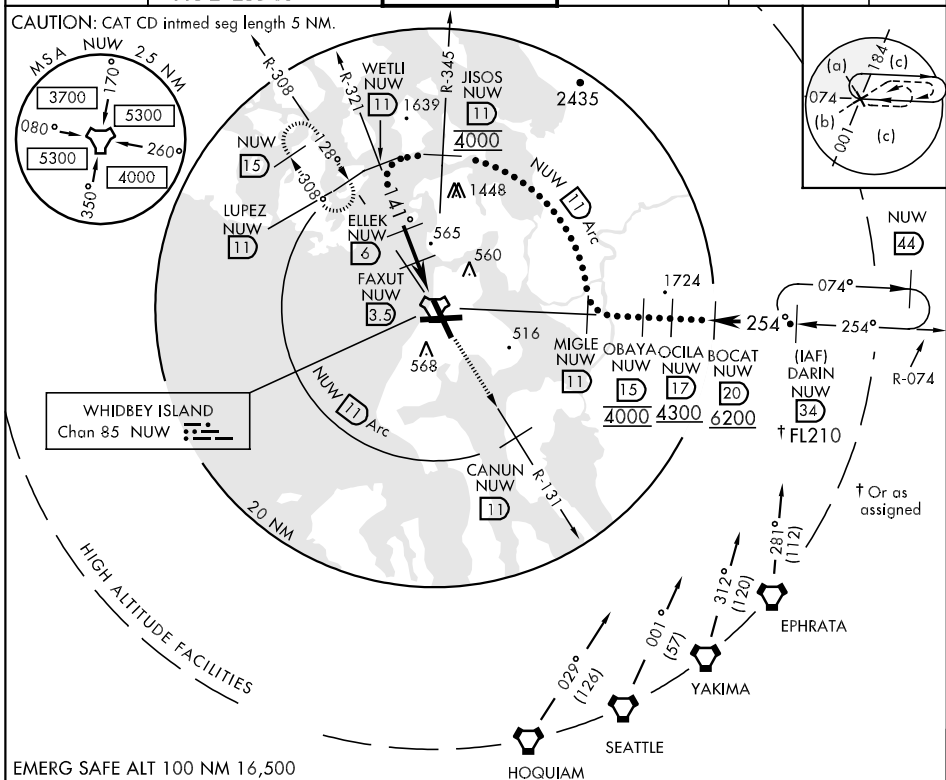 CAUTION: CAT CD intmed seg length 5 NM.
MSA NUW 25 NM
3700
170°
5300
080°
260°
5300
4000
350°
R-308
R-321
R-345
WETLI
NUW
11
1639
JISOS
NUW
11
4000
2435
NUW
15
128°
308°
141°
1448
NUW 11 Arc
LUPEZ
NUW
11
ELLEK
NUW
6
565
560
FAXUT
NUW
3.5
1724
516
568
MIGLE
NUW
11
OBAYA
NUW
15
4000
OCILA
NUW
17
4300
BOCAT
NUW
20
6200
254°
(IAF)
DARIN
NUW
34
† FL210
074°
254°
NUW
44
R-074
(a)
184
(c)
074
(b)
001
(c)
WHIDBEY ISLAND
Chan 85 NUW
NUW 11 Arc
CANUN
NUW
11
R-131
20 NM
† Or as
assigned
HIGH ALTITUDE FACILITIES
281°
(112)
EPHRATA
312°
(120)
YAKIMA
001°
(57)
SEATTLE
029°
(126)
HOQUIAM
EMERG SAFE ALT 100 NM 16,500